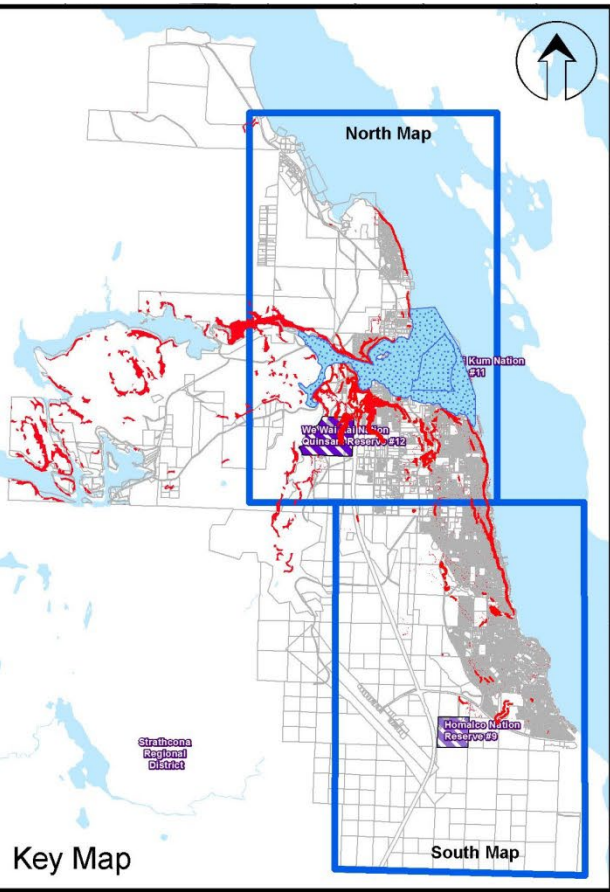 North Map
Kum Nation
#11
We Wai Kai Nation
Quinsam Reserve #12
Homalco Nation
Reserve #9
Strathcona
Regional
District
Key Map
South Map